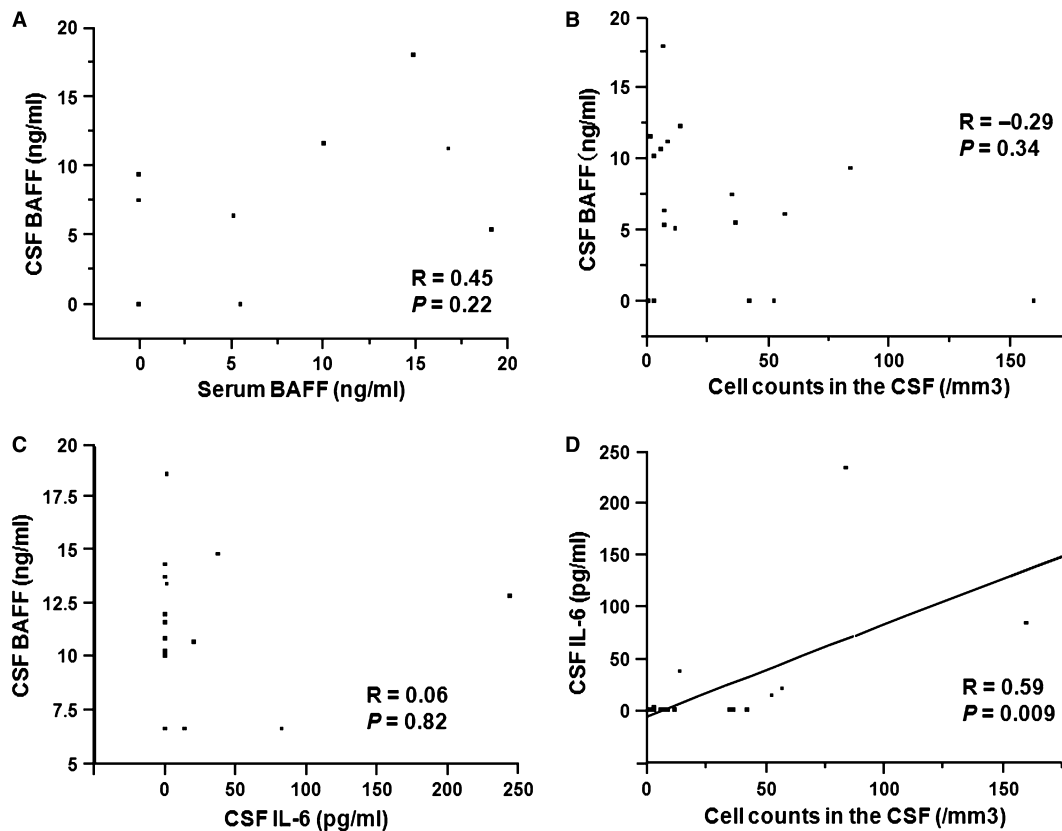 A
20
15
10
5
0
CSF BAFF (ng/ml)
R = 0.45
P = 0.22
0 5 10 15 20
Serum BAFF (ng/ml)
B
20
15
10
5
0
CSF BAFF (ng/ml)
R = –0.29
P = 0.34
0 50 100 150
Cell counts in the CSF (/mm3)
C
20
17.5
15
12.5
10
7.5
5
CSF BAFF (ng/ml)
R = 0.06
P = 0.82
0 50 100 150 200 250
CSF IL-6 (pg/ml)
D
250
200
150
100
50
0
CSF IL-6 (pg/ml)
R = 0.59
P = 0.009
0 50 100 150
Cell counts in the CSF (/mm3)